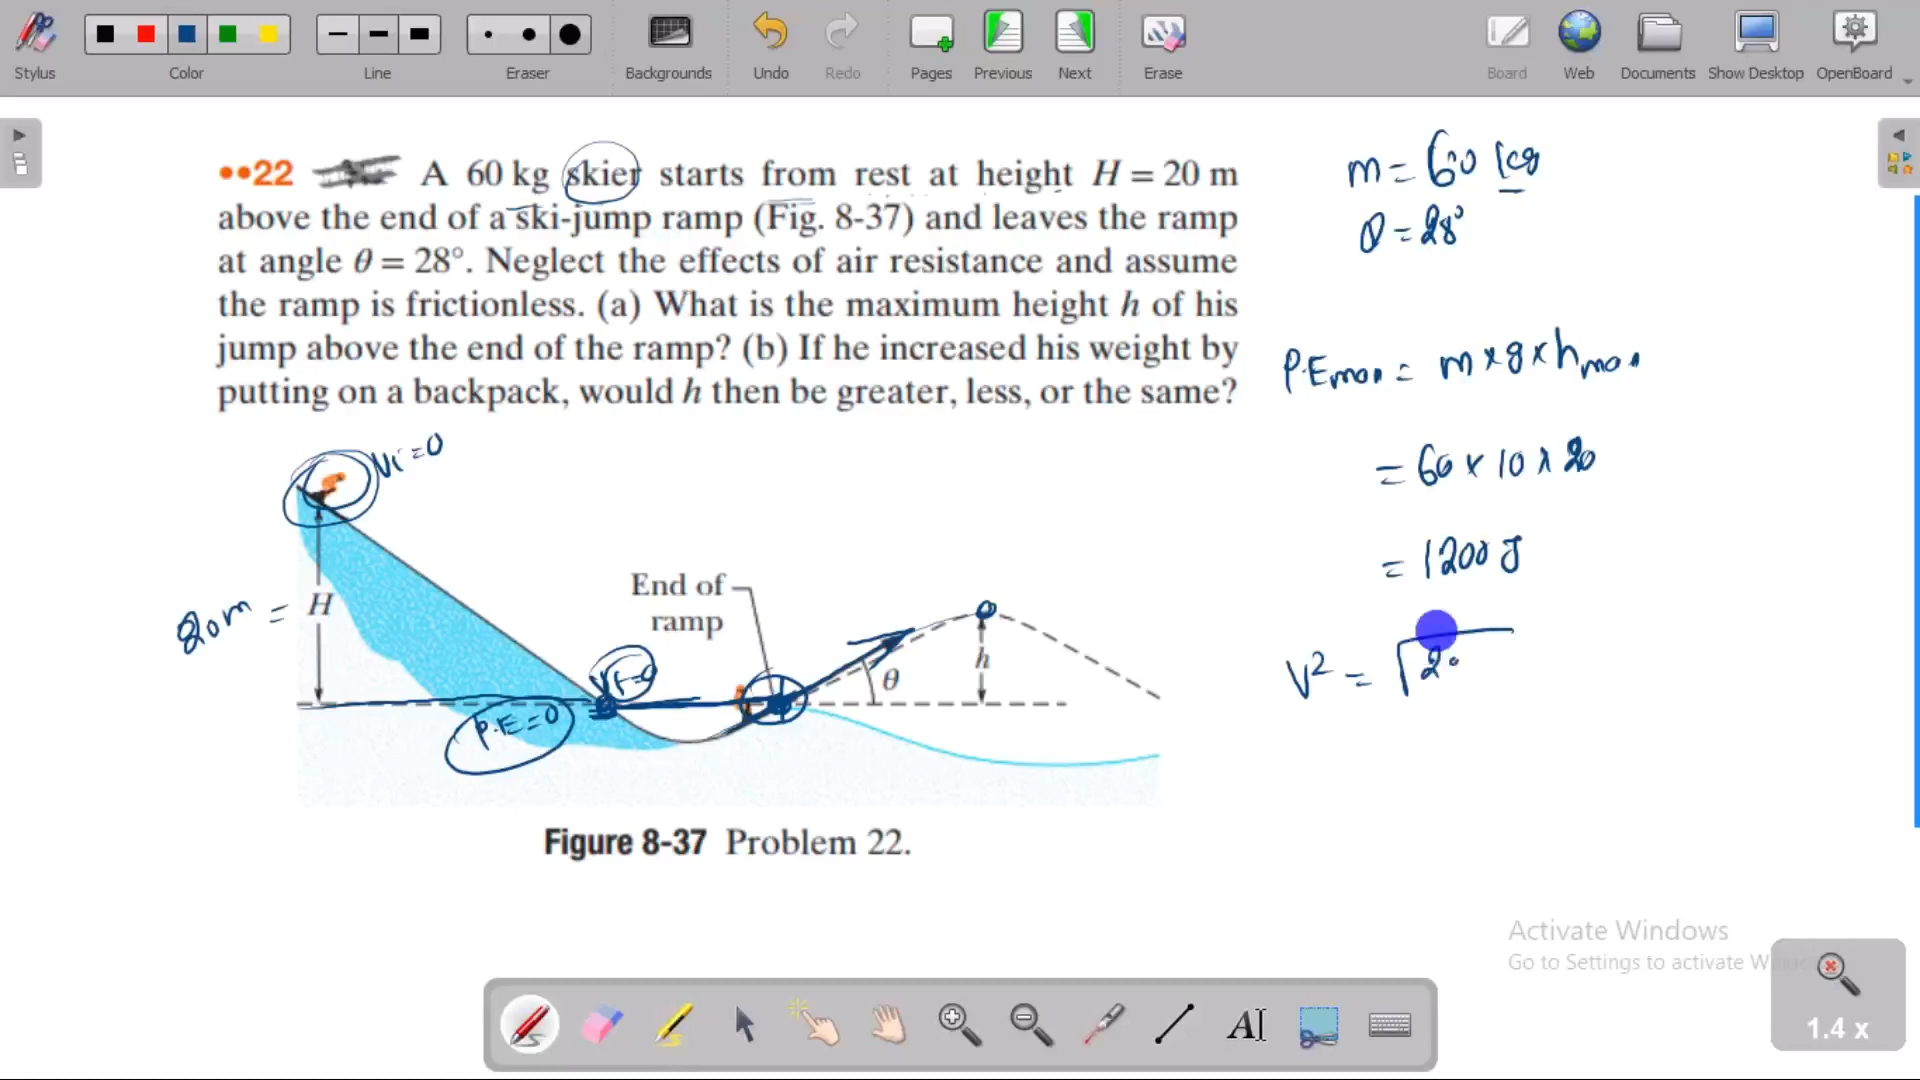 Stylus
Color
Line
Eraser
Backgrounds
Undo
Redo
Pages
Previous
Next
Erase
Board
Web
Documents
Show Desktop
OpenBoard
••22 A 60 kg skier starts from rest at height H = 20 m
above the end of a ski-jump ramp (Fig. 8-37) and leaves the ramp
at angle θ = 28°. Neglect the effects of air resistance and assume
the ramp is frictionless. (a) What is the maximum height h of his
jump above the end of the ramp? (b) If he increased his weight by
putting on a backpack, would h then be greater, less, or the same?
m = 60 kg
θ = 28°
P.Emax = m × g × hmax
= 60 × 10 × 20
= 1200 J
V² = √2
Vi = 0
20m = H
End of
ramp
VF=0
P.E=0
θ
h
Figure 8-37 Problem 22.
Activate Windows
Go to Settings to activate W
AI
1.4 x